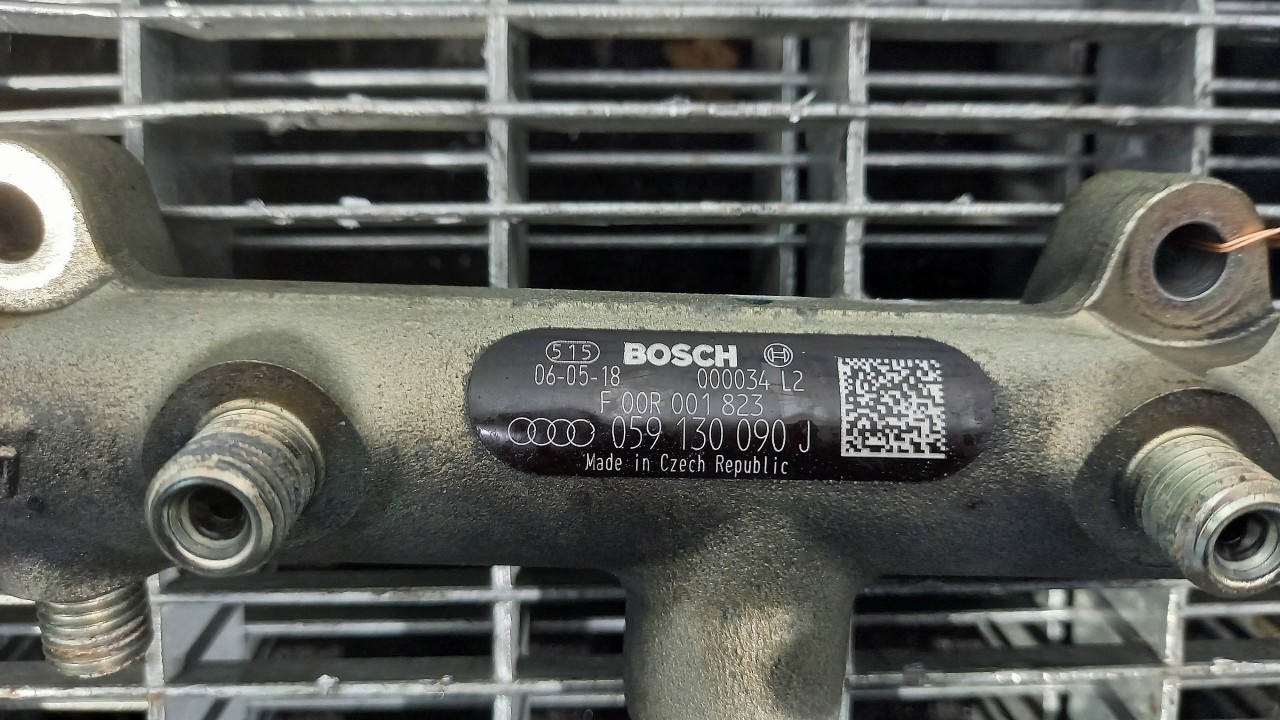 515 BOSCH
06-05-18 000034 L2
F 00R 001 823
059 130 090 J
Made in Czech Republic